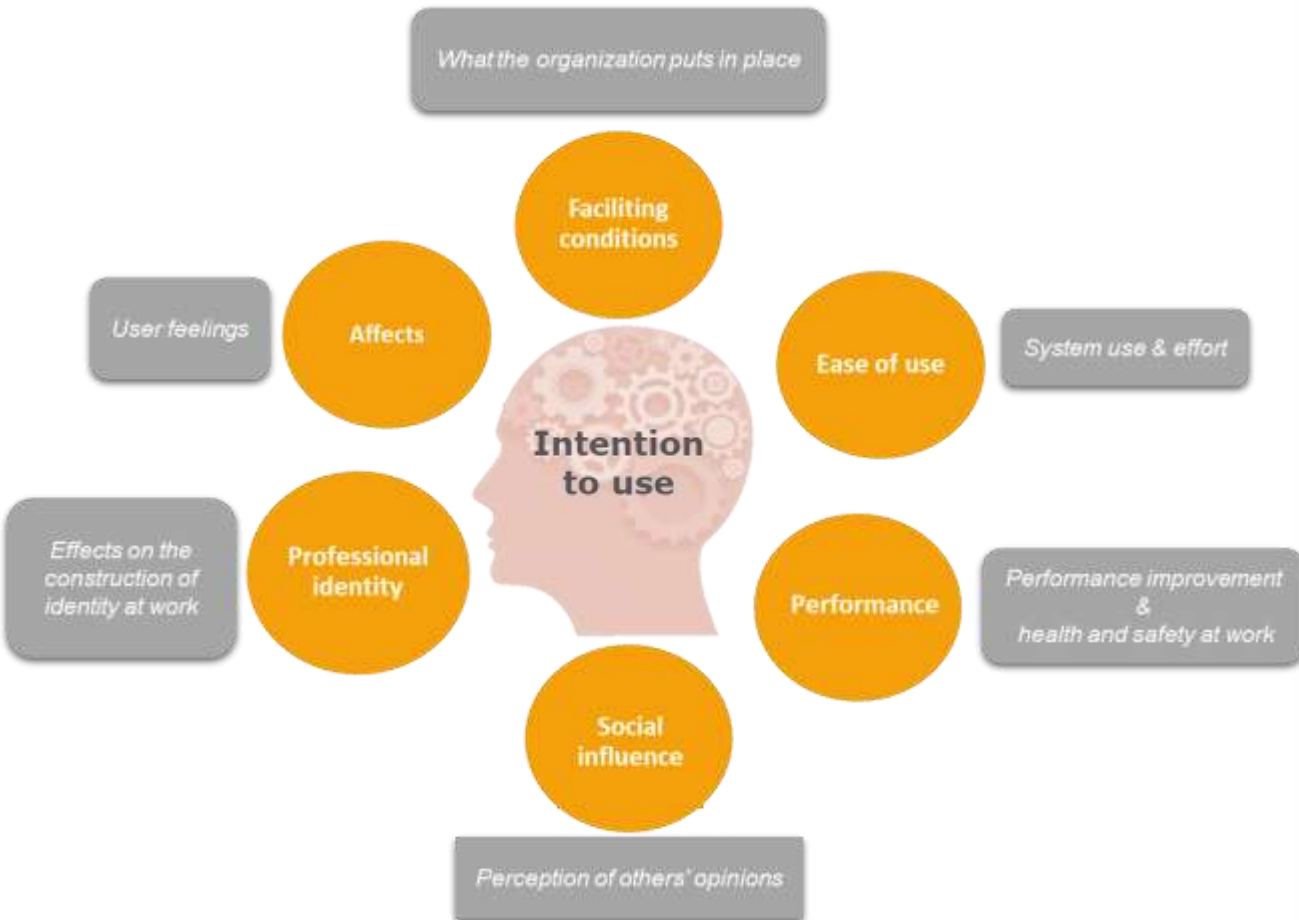 What the organization puts in place
Faciliting
conditions
User feelings
Affects
Ease of use
System use & effort
Intention
to use
Effects on the
construction of
identity at work
Professional
identity
Performance
Performance improvement
&
health and safety at work
Social
influence
Perception of others' opinions